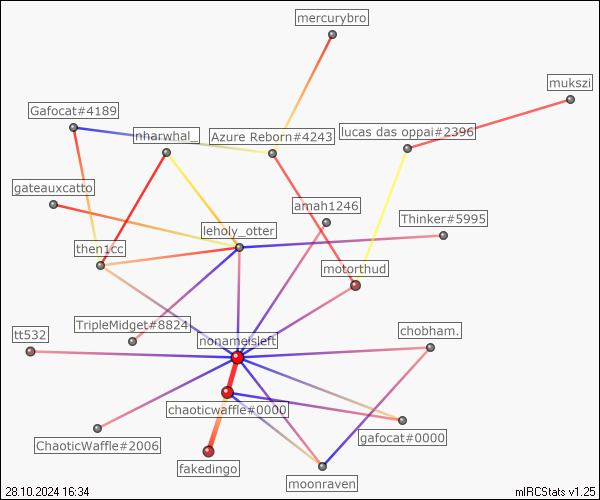 mercurybro
mukszi
Gafocat#4189
nharwhal_
Azure Reborn#4243
lucas das oppai#2396
gateauxcatto
amah1246
Thinker#5995
leholy_otter
then1cc
motorthud
TripleMidget#8824
tt532
nonameisleft
chobham.
chaoticwaffle#0000
ChaoticWaffle#2006
gafocat#0000
fakedingo
moonraven
28.10.2024 16:34
mIRCStats v1.25